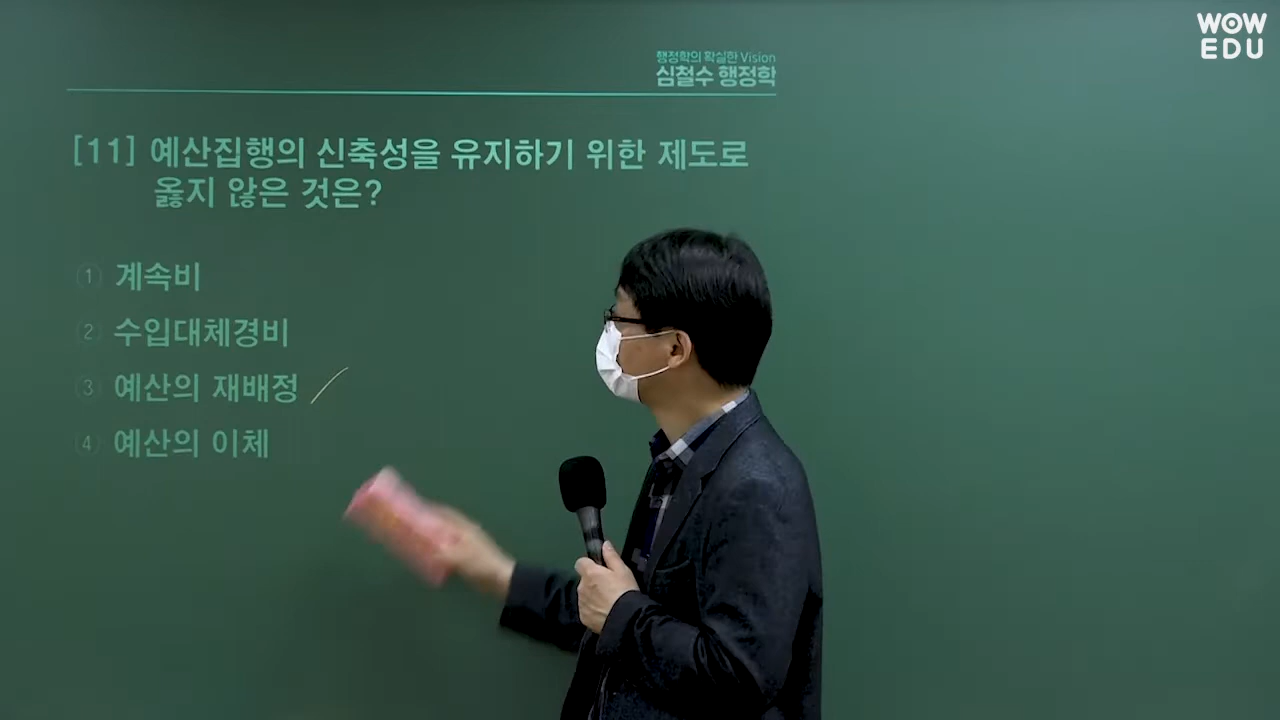 WOW
EDU
행정학의 확실한 Vision
심철수 행정학
[11] 예산집행의 신축성을 유지하기 위한 제도로
옳지 않은 것은?
① 계속비
② 수입대체경비
③ 예산의 재배정
④ 예산의 이체